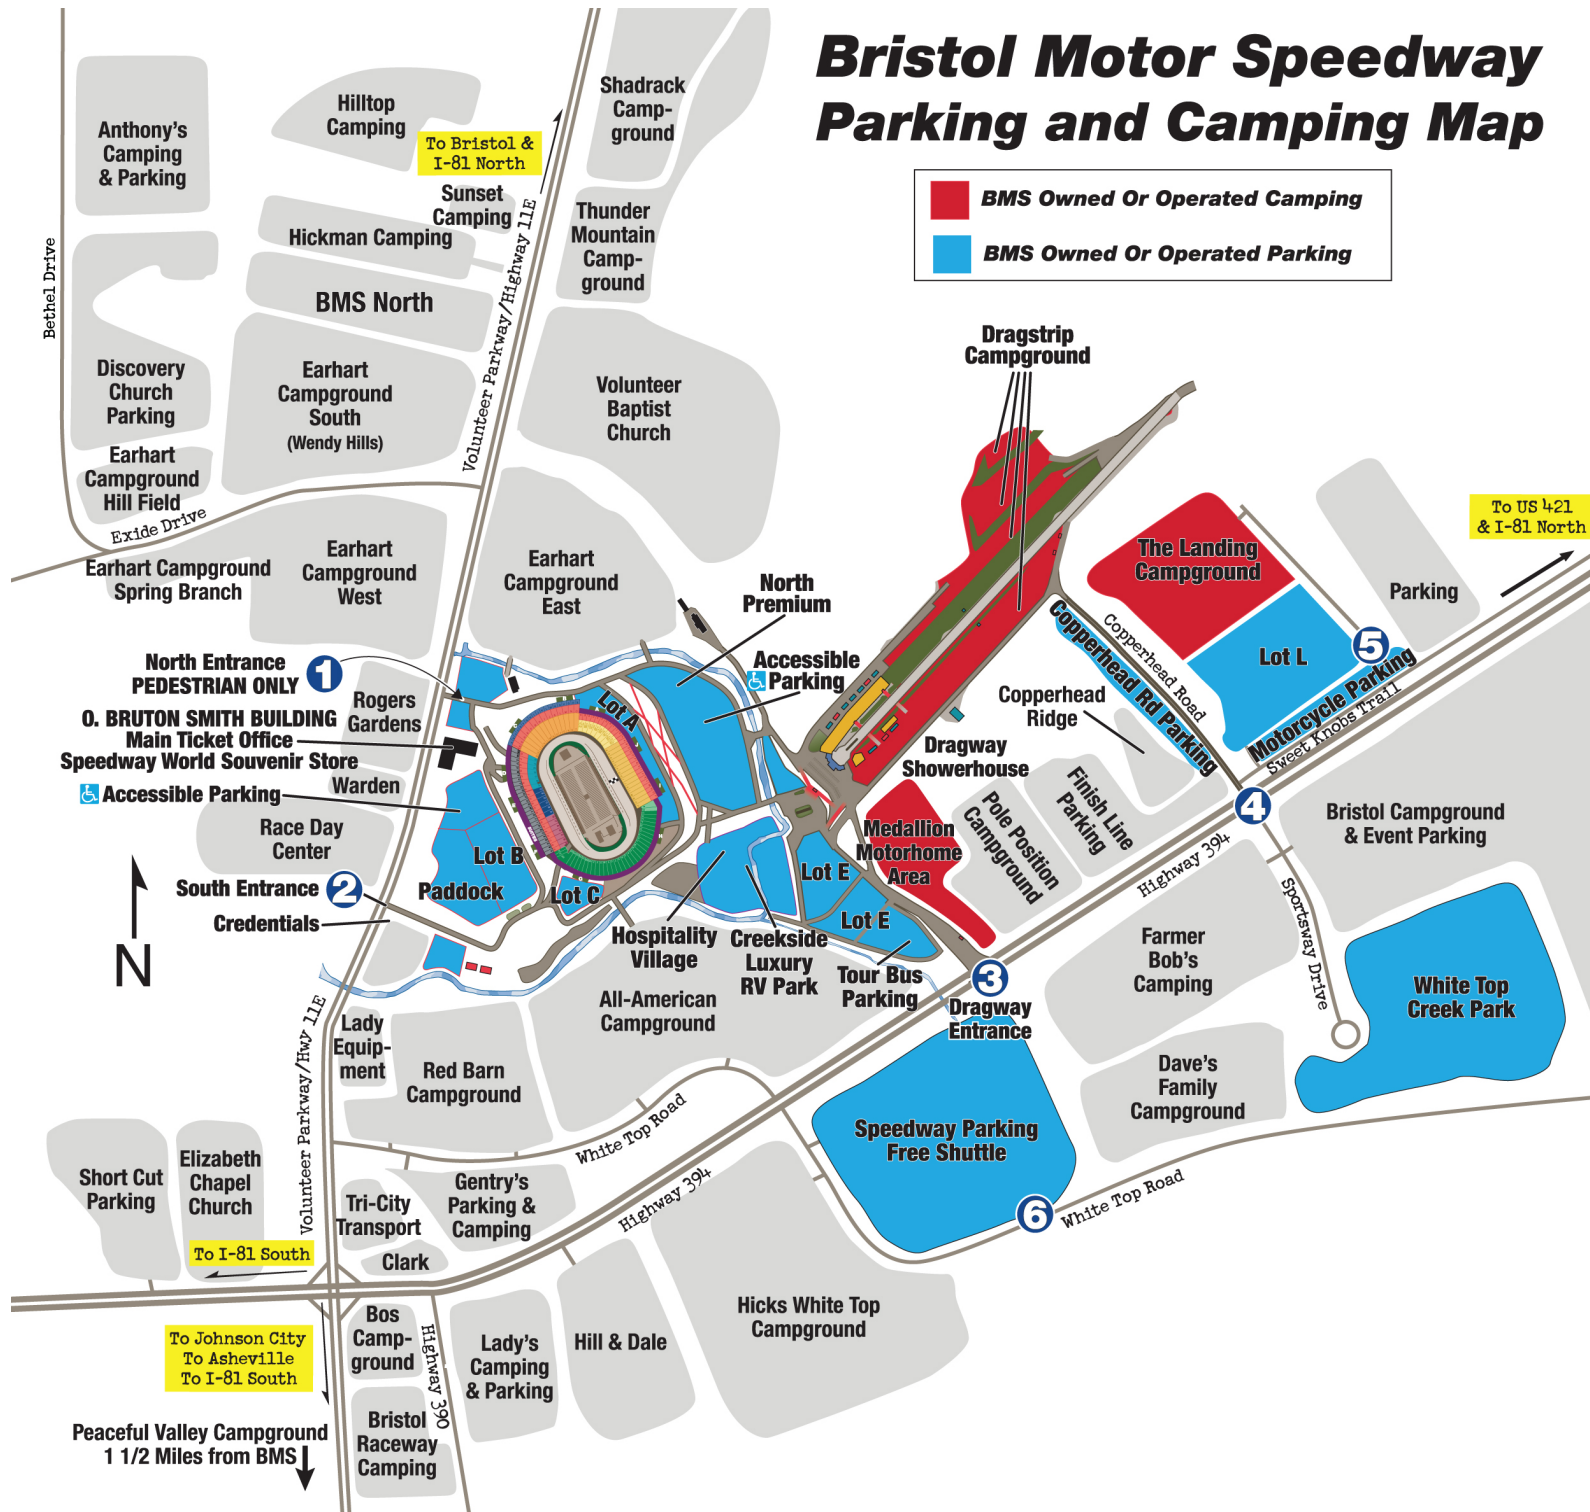 Bristol Motor Speedway
Parking and Camping Map
BMS Owned Or Operated Camping
BMS Owned Or Operated Parking
Anthony's
Camping
& Parking
Hilltop
Camping
To Bristol &
I-81 North
Shadrack
Camp-
ground
Sunset
Camping
Hickman Camping
Thunder
Mountain
Camp-
ground
BMS North
Bethel Drive
Volunteer Parkway/Highway 11E
Discovery
Church
Parking
Earhart
Campground
South
(Wendy Hills)
Volunteer
Baptist
Church
Dragstrip
Campground
Earhart
Campground
Hill Field
Exide Drive
Earhart Campground
Spring Branch
Earhart
Campground
West
Earhart
Campground
East
North
Premium
Accessible
Parking
The Landing
Campground
Parking
To US 421
& I-81 North
Lot L
5
Motorcycle Parking
Sweet Knobs Trail
Copperhead Road
Copperhead Rd Parking
Copperhead
Ridge
North Entrance
PEDESTRIAN ONLY
1
Rogers
Gardens
O. BRUTON SMITH BUILDING
Main Ticket Office
Speedway World Souvenir Store
Warden
Accessible Parking
Race Day
Center
South Entrance
2
Credentials
N
Lot A
Lot B
Paddock
Lot C
Dragway
Showerhouse
Medallion
Motorhome
Area
Pole Position
Campground
Finish Line
Parking
4
Highway 394
Bristol Campground
& Event Parking
Lot E
Lot E
Hospitality
Village
Creekside
Luxury
RV Park
Tour Bus
Parking
3
Dragway
Entrance
Farmer
Bob's
Camping
Sportsway Drive
White Top
Creek Park
All-American
Campground
Lady
Equip-
ment
Red Barn
Campground
Dave's
Family
Campground
Speedway Parking
Free Shuttle
6
White Top Road
White Top Road
Volunteer Parkway/Hwy 11E
Short Cut
Parking
Elizabeth
Chapel
Church
Tri-City
Transport
Gentry's
Parking &
Camping
Clark
Highway 394
To I-81 South
To Johnson City
To Asheville
To I-81 South
Bos
Camp-
ground
Highway 390
Lady's
Camping
& Parking
Hill & Dale
Hicks White Top
Campground
Peaceful Valley Campground
1 1/2 Miles from BMS
Bristol
Raceway
Camping